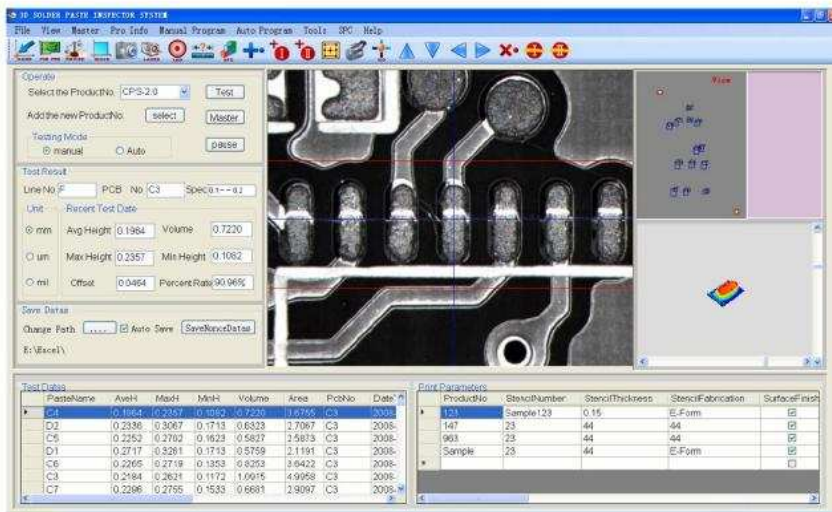 3D SOLDER PASTE INSPECTOR SYSTEM
File View Master Pro Info Manual Program Auto Program Tools SPC Help
Operate
Select the ProductNo. CPS-2.0 Test
Add the new ProductNo. select Master
Testing Mode pause
manual Auto
Test Result
Line No F PCB No C3 Spec 0.1--0.2
Unit Recent Test Date
mm Avg Height 0.1964 Volume 0.7220
um Max Height 0.2357 Min Height 0.1082
mil Offset 0.0464 Percent Rate 90.96%
Save Datas
Change Path .... Auto Save SaveNonceDatas
E:\Excel\
View
Test Datas
PasteName AveH MaxH MinH Volume Area PcbNo Date
C4 0.1964 0.2357 0.1082 0.7220 3.6755 C3 2008-
D2 0.2336 0.3067 0.1713 0.6323 2.7067 C3 2008-
C5 0.2252 0.2702 0.1623 0.5827 2.5873 C3 2008-
D1 0.2717 0.3261 0.1713 0.5759 2.1191 C3 2008-
C6 0.2265 0.2719 0.1353 0.8253 3.6422 C3 2008-
C3 0.2184 0.2621 0.1172 1.0915 4.9958 C3 2008-
C7 0.2296 0.2755 0.1533 0.6681 2.9097 C3 2008-
Print Parameters
ProductNo StencilNumber StencilThickness StencilFabrication SurfaceFinish
123 Sample123 0.15 E-Form
147 23 44 44
963 23 44 44
Sample 23 44 E-Form